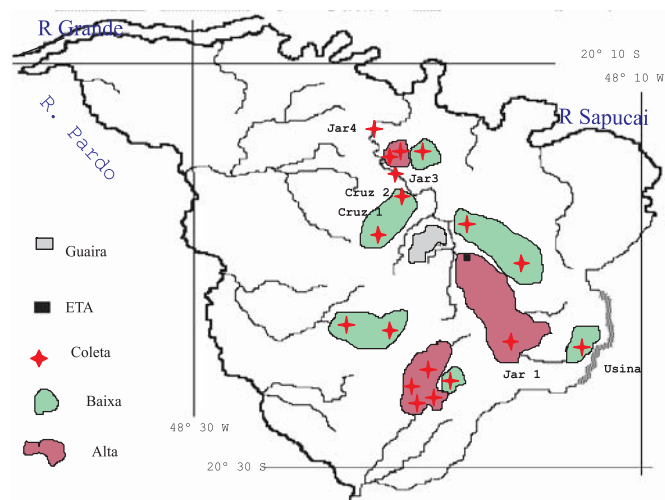 R Grande
20° 10 S
48° 10 W
R. Pardo
R Sapucai
Jar4
Jar3
Cruz 2
Cruz 1
Guaira
ETA
Coleta
Baixa
Alta
Jar 1
Usina
48° 30 W
20° 30 S